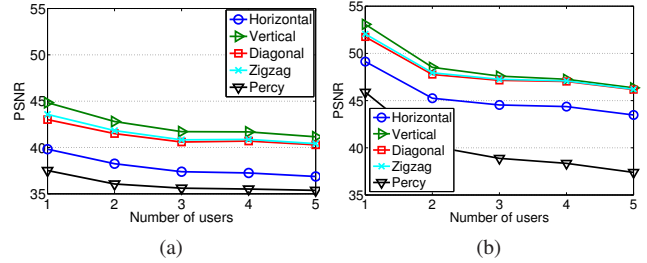 55
50
45
40
35
PSNR
1 2 3 4 5
Number of users
Horizontal
Vertical
Diagonal
Zigzag
Percy
(a)
55
50
45
40
35
PSNR
1 2 3 4 5
Number of users
Horizontal
Vertical
Diagonal
Zigzag
Percy
(b)